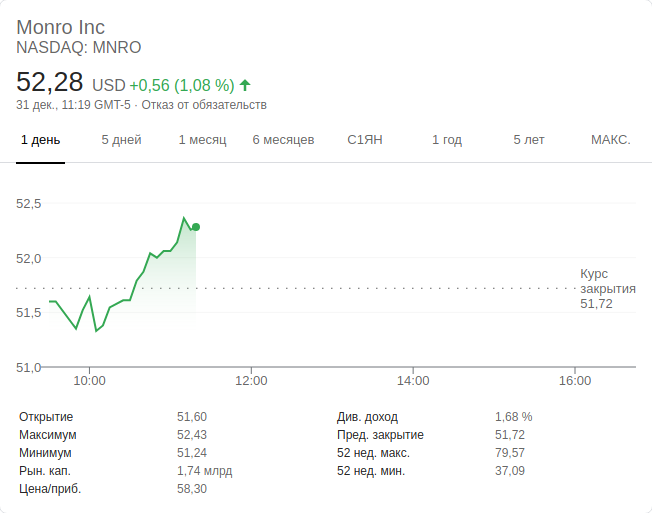 Monro Inc
NASDAQ: MNRO
52,28 USD +0,56 (1,08 %)
31 дек., 11:19 GMT-5 · Отказ от обязательств
1 день 5 дней 1 месяц 6 месяцев С1ЯН 1 год 5 лет МАКС.
52,5
52,0
Курс
закрытия
51,72
51,5
51,0
10:00 12:00 14:00 16:00
Открытие 51,60 Див. доход 1,68 %
Максимум 52,43 Пред. закрытие 51,72
Минимум 51,24 52 нед. макс. 79,57
Рын. кап. 1,74 млрд 52 нед. мин. 37,09
Цена/приб. 58,30